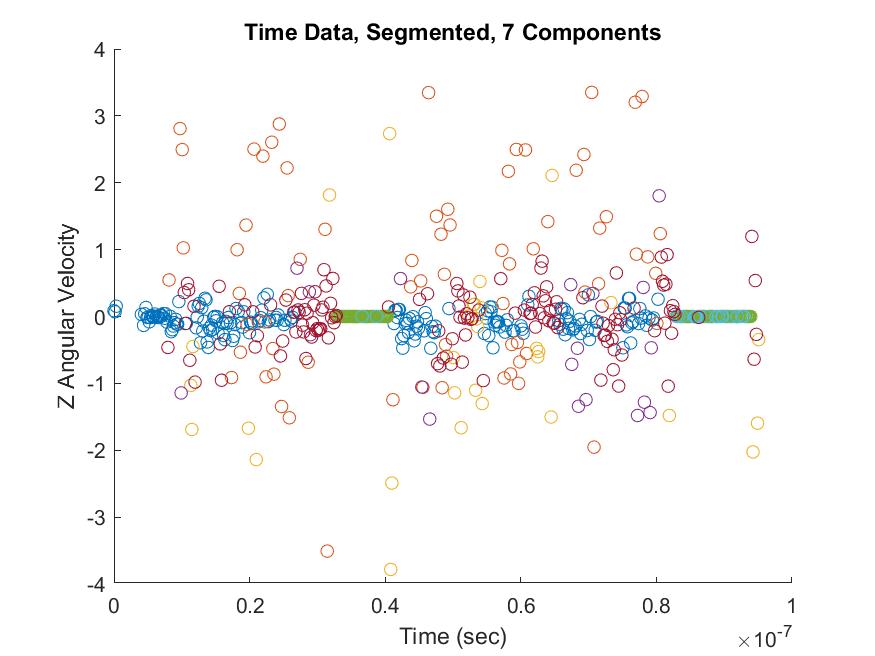 Time Data, Segmented, 7 Components
4
3
2
1
0
-1
-2
-3
-4
Z Angular Velocity
0 0.2 0.4 0.6 0.8 1
Time (sec)
×10-7